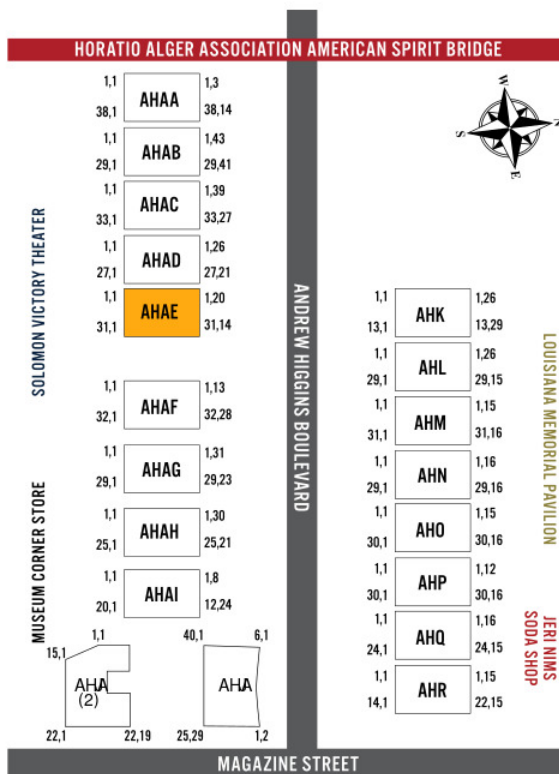 HORATIO ALGER ASSOCIATION AMERICAN SPIRIT BRIDGE
W
N
S
E
SOLOMON VICTORY THEATER
MUSEUM CORNER STORE
1,1 AHAA 1,3
38,1 38,14
1,1 AHAB 1,43
29,1 29,41
1,1 AHAC 1,39
33,1 33,27
1,1 AHAD 1,26
27,1 27,21
1,1 AHAE 1,20
31,1 31,14
1,1 AHAF 1,13
32,1 32,28
1,1 AHAG 1,31
29,1 29,23
1,1 AHAH 1,30
25,1 25,21
1,1 AHAI 1,8
20,1 12,24
1,1
15,1
AHA
(2)
22,1 22,19
40,1 6,1
AHA
25,29 1,2
ANDREW HIGGINS BOULEVARD
1,1 AHK 1,26
13,1 13,29
1,1 AHL 1,26
29,1 29,15
1,1 AHM 1,15
31,1 31,16
1,1 AHN 1,16
29,1 29,16
1,1 AHO 1,15
30,1 30,16
1,1 AHP 1,12
30,1 30,16
1,1 AHQ 1,16
24,1 24,15
1,1 AHR 1,15
14,1 22,15
LOUISIANA MEMORIAL PAVILION
JERI NIMS
SODA SHOP
MAGAZINE STREET